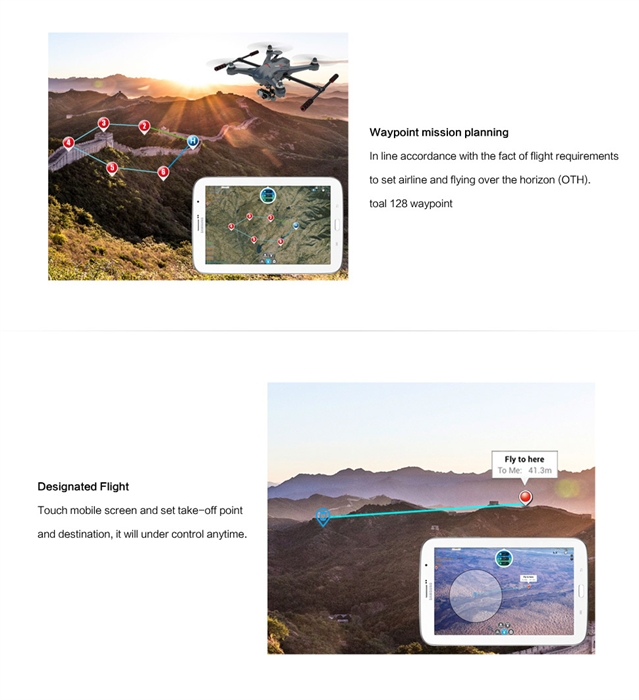 H
3
2
4
5
6
Waypoint mission planning
In line accordance with the fact of flight requirements
to set airline and flying over the horizon (OTH).
toal 128 waypoint
SAMSUNG
Designated Flight
Touch mobile screen and set take-off point
and destination, it will under control anytime.
Fly to here
To Me: 41.3m
SAMSUNG